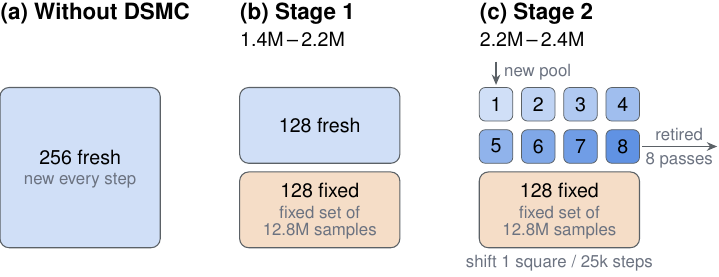 (a) Without DSMC
256 fresh
new every step
(b) Stage 1
1.4M−2.2M
128 fresh
128 fixed
fixed set of
12.8M samples
(c) Stage 2
2.2M−2.4M
new pool
1 2 3 4
5 6 7 8
retired
8 passes
128 fixed
fixed set of
12.8M samples
shift 1 square / 25k steps